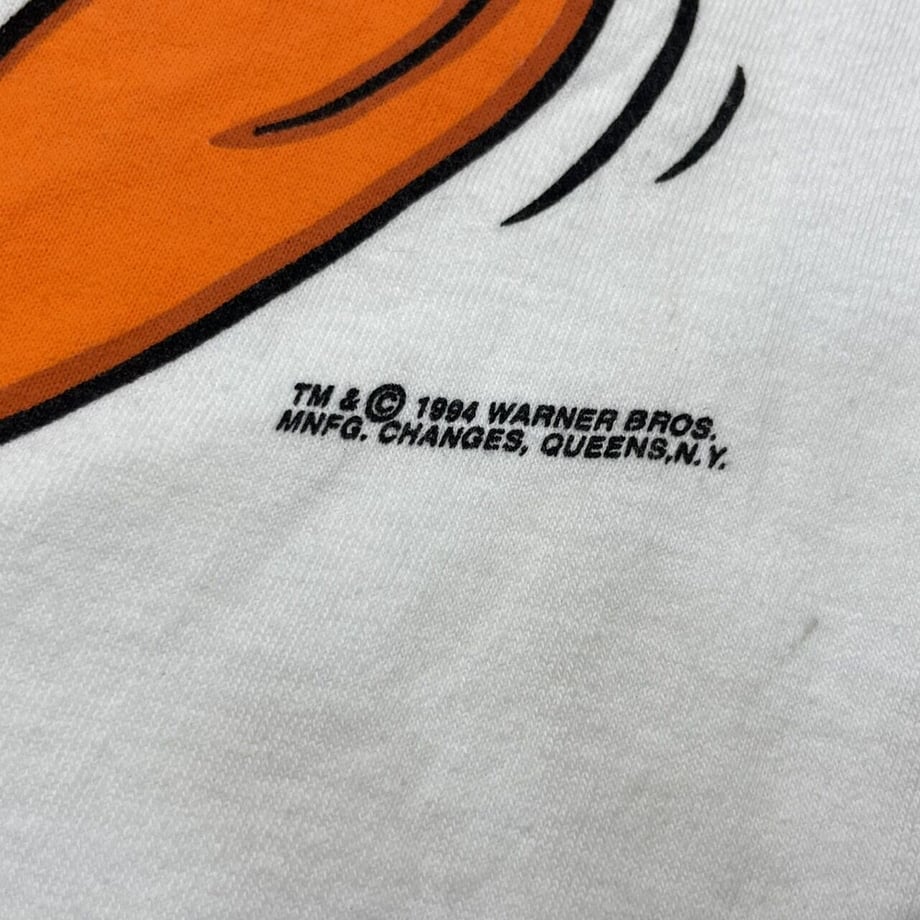 TM & © 1994 WARNER BROS.
MNFG. CHANGES, QUEENS,N.Y.